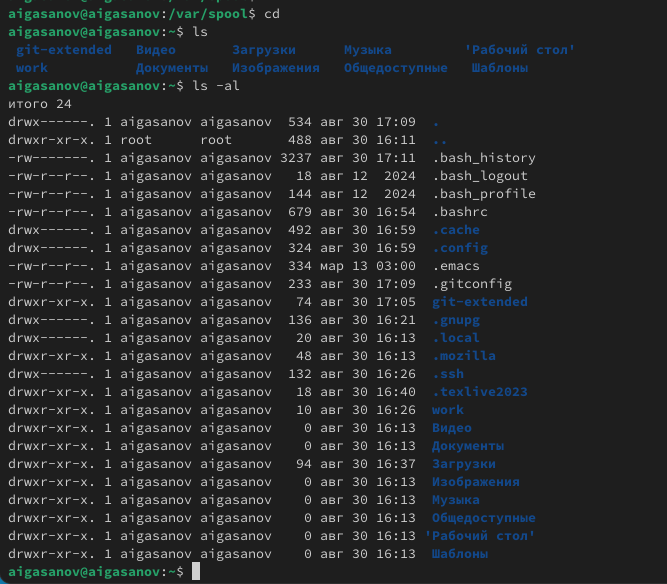 aigasanov@aigasanov:/var/spool$ cd
aigasanov@aigasanov:~$ ls
git-extended Видео Загрузки Музыка 'Рабочий стол'
work Документы Изображения Общедоступные Шаблоны
aigasanov@aigasanov:~$ ls -al
итого 24
drwx------. 1 aigasanov aigasanov 534 авг 30 17:09 .
drwxr-xr-x. 1 root root 488 авг 30 16:11 ..
-rw-------. 1 aigasanov aigasanov 3237 авг 30 17:11 .bash_history
-rw-r--r--. 1 aigasanov aigasanov 18 авг 12 2024 .bash_logout
-rw-r--r--. 1 aigasanov aigasanov 144 авг 12 2024 .bash_profile
-rw-r--r--. 1 aigasanov aigasanov 679 авг 30 16:54 .bashrc
drwx------. 1 aigasanov aigasanov 492 авг 30 16:59 .cache
drwx------. 1 aigasanov aigasanov 324 авг 30 16:59 .config
-rw-r--r--. 1 aigasanov aigasanov 334 мар 13 03:00 .emacs
-rw-r--r--. 1 aigasanov aigasanov 233 авг 30 17:09 .gitconfig
drwxr-xr-x. 1 aigasanov aigasanov 74 авг 30 17:05 git-extended
drwx------. 1 aigasanov aigasanov 136 авг 30 16:21 .gnupg
drwx------. 1 aigasanov aigasanov 20 авг 30 16:13 .local
drwxr-xr-x. 1 aigasanov aigasanov 48 авг 30 16:13 .mozilla
drwx------. 1 aigasanov aigasanov 132 авг 30 16:26 .ssh
drwxr-xr-x. 1 aigasanov aigasanov 18 авг 30 16:40 .texlive2023
drwxr-xr-x. 1 aigasanov aigasanov 10 авг 30 16:26 work
drwxr-xr-x. 1 aigasanov aigasanov 0 авг 30 16:13 Видео
drwxr-xr-x. 1 aigasanov aigasanov 0 авг 30 16:13 Документы
drwxr-xr-x. 1 aigasanov aigasanov 94 авг 30 16:37 Загрузки
drwxr-xr-x. 1 aigasanov aigasanov 0 авг 30 16:13 Изображения
drwxr-xr-x. 1 aigasanov aigasanov 0 авг 30 16:13 Музыка
drwxr-xr-x. 1 aigasanov aigasanov 0 авг 30 16:13 Общедоступные
drwxr-xr-x. 1 aigasanov aigasanov 0 авг 30 16:13 'Рабочий стол'
drwxr-xr-x. 1 aigasanov aigasanov 0 авг 30 16:13 Шаблоны
aigasanov@aigasanov:~$